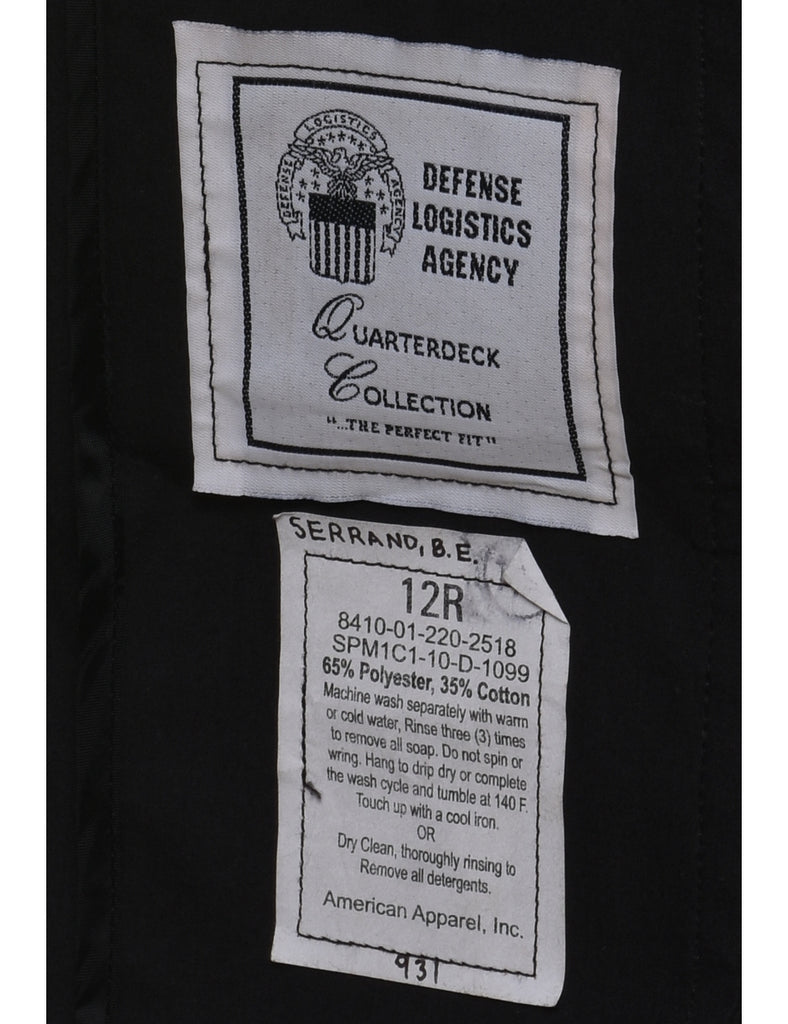 DEFENSE LOGISTICS AGENCY
DEFENSE
LOGISTICS
AGENCY
QUARTERDECK
COLLECTION
"...THE PERFECT FIT"
SERRANO, B.E.
12R
8410-01-220-2518
SPM1C1-10-D-1099
65% Polyester, 35% Cotton
Machine wash separately with warm
or cold water, Rinse three (3) times
to remove all soap. Do not spin or
wring. Hang to drip dry or complete
the wash cycle and tumble at 140 F.
Touch up with a cool iron.
OR
Dry Clean, thoroughly rinsing to
Remove all detergents.
American Apparel, Inc.
931